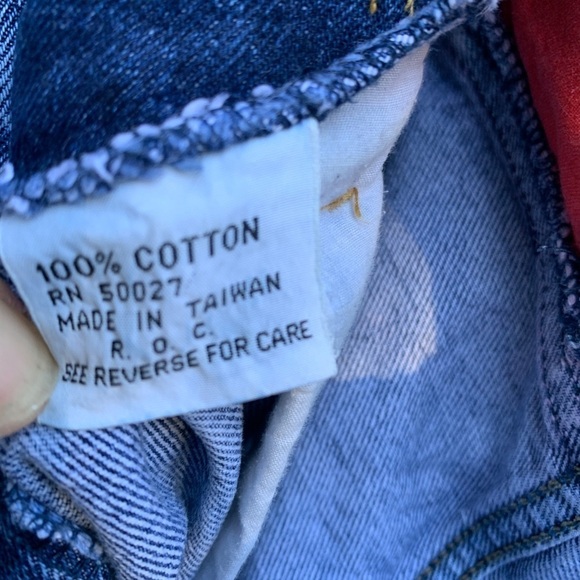 100% COTTON
RN 50027
MADE IN TAIWAN
R. O. C.
SEE REVERSE FOR CARE